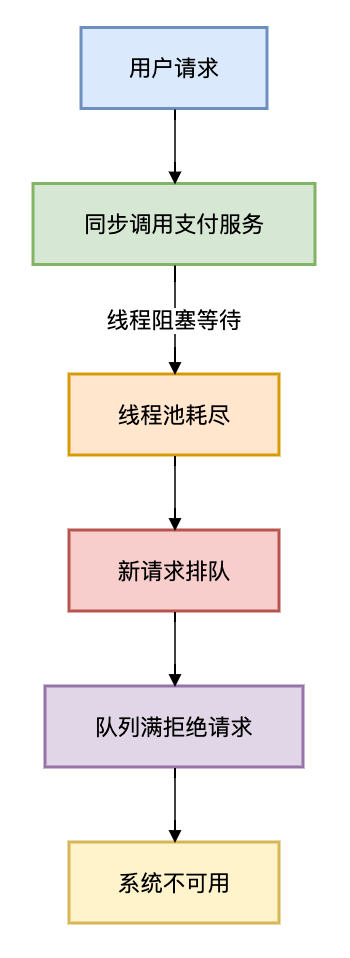 用户请求
同步调用支付服务
线程阻塞等待
线程池耗尽
新请求排队
队列满拒绝请求
系统不可用